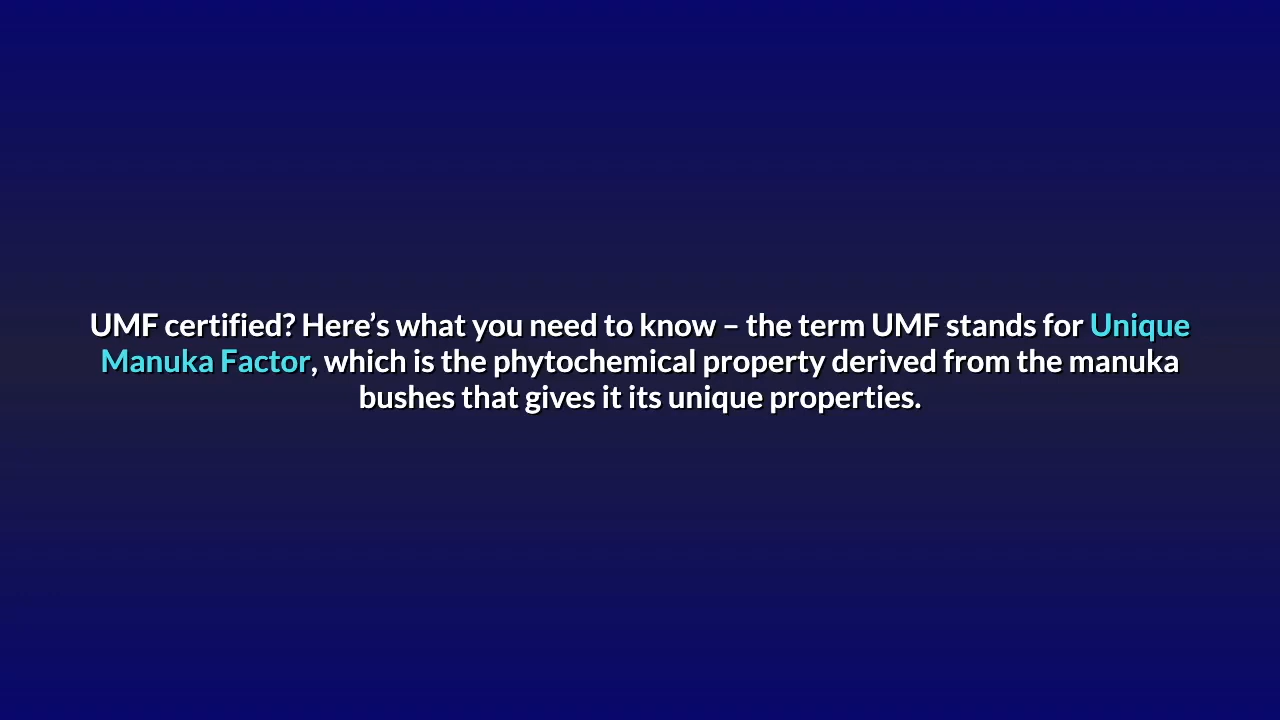 UMF certified? Here’s what you need to know – the term UMF stands for Unique
Manuka Factor, which is the phytochemical property derived from the manuka
bushes that gives it its unique properties.